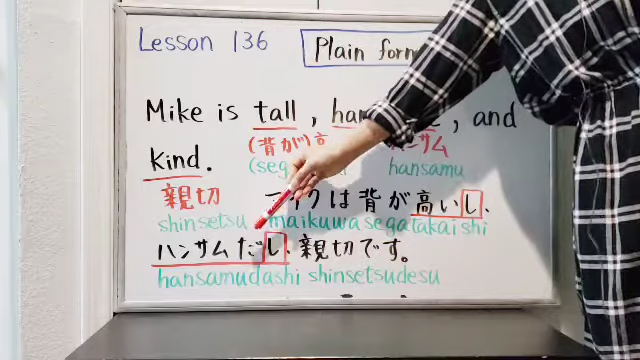 Lesson 136
Plain form
Mike is tall, and
(背が)高 ハンサム
kind. hansamu
親切 マイクは背が高いし、
shinsetsu maikuwa segatakaishi
ハンサムだし、親切です。
hansamudashi shinsetsudesu